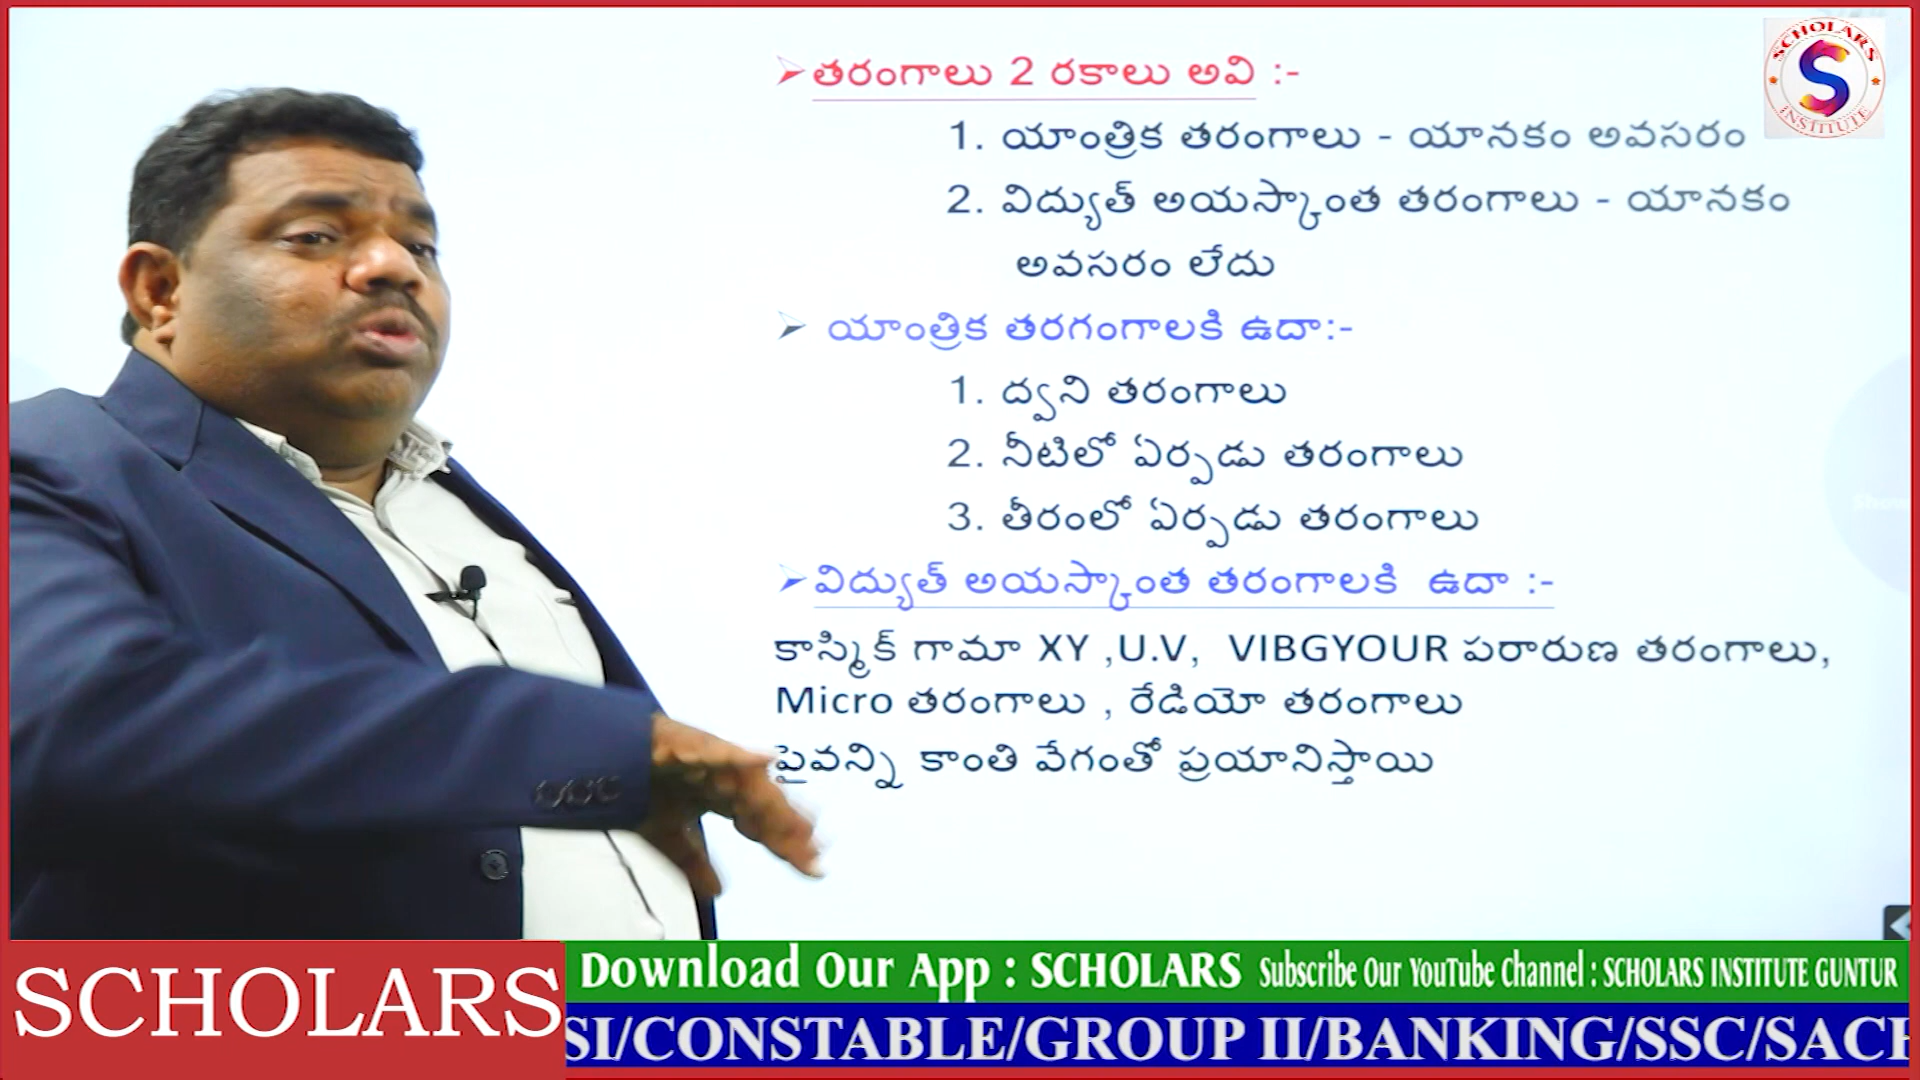 ➢తరంగాలు 2 రకాలు అవి :-
1. యాంత్రిక తరంగాలు - యానకం అవసరం
2. విద్యుత్ అయస్కాంత తరంగాలు - యానకం
అవసరం లేదు
➢ యాంత్రిక తరగంగాలకి ఉదా:-
1. ద్వని తరంగాలు
2. నీటిలో ఏర్పడు తరంగాలు
3. తీరంలో ఏర్పడు తరంగాలు
➢విద్యుత్ అయస్కాంత తరంగాలకి ఉదా :-
కాస్మిక్ గామా XY ,U.V, VIBGYOUR పరారుణ తరంగాలు,
Micro తరంగాలు , రేడియో తరంగాలు
పైవన్ని కాంతి వేగంతో ప్రయానిస్తాయి
SCHOLARS
S
INSTITUTE
SCHOLARS
Download Our App : SCHOLARS Subscribe Our YouTube Channel : SCHOLARS INSTITUTE GUNTUR
SI/CONSTABLE/GROUP II/BANKING/SSC/SACH